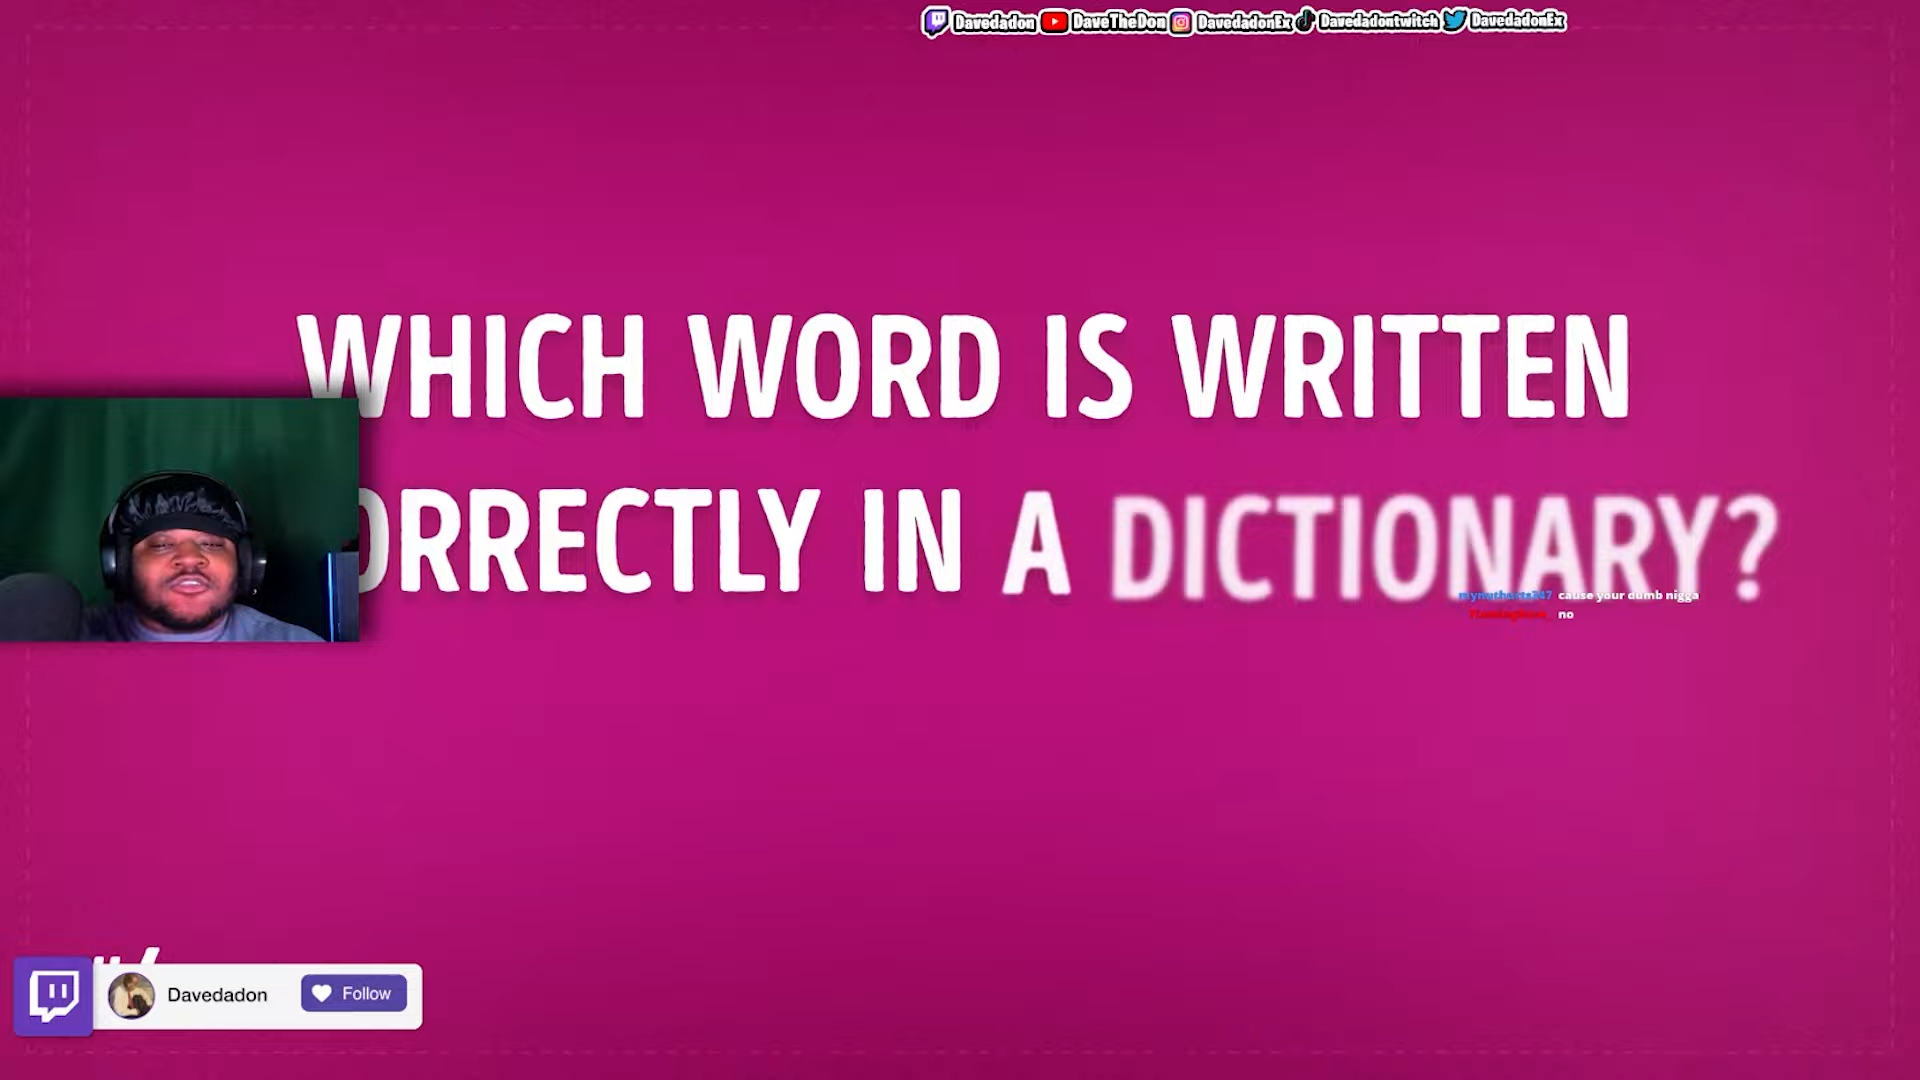 Davedadon DaveTheDon DavedadonEx Davedadontwitch DavedadonEx
WHICH WORD IS WRITTEN
ORRECTLY IN A DICTIONARY?
cause your dumb nigga
no
Davedadon Follow